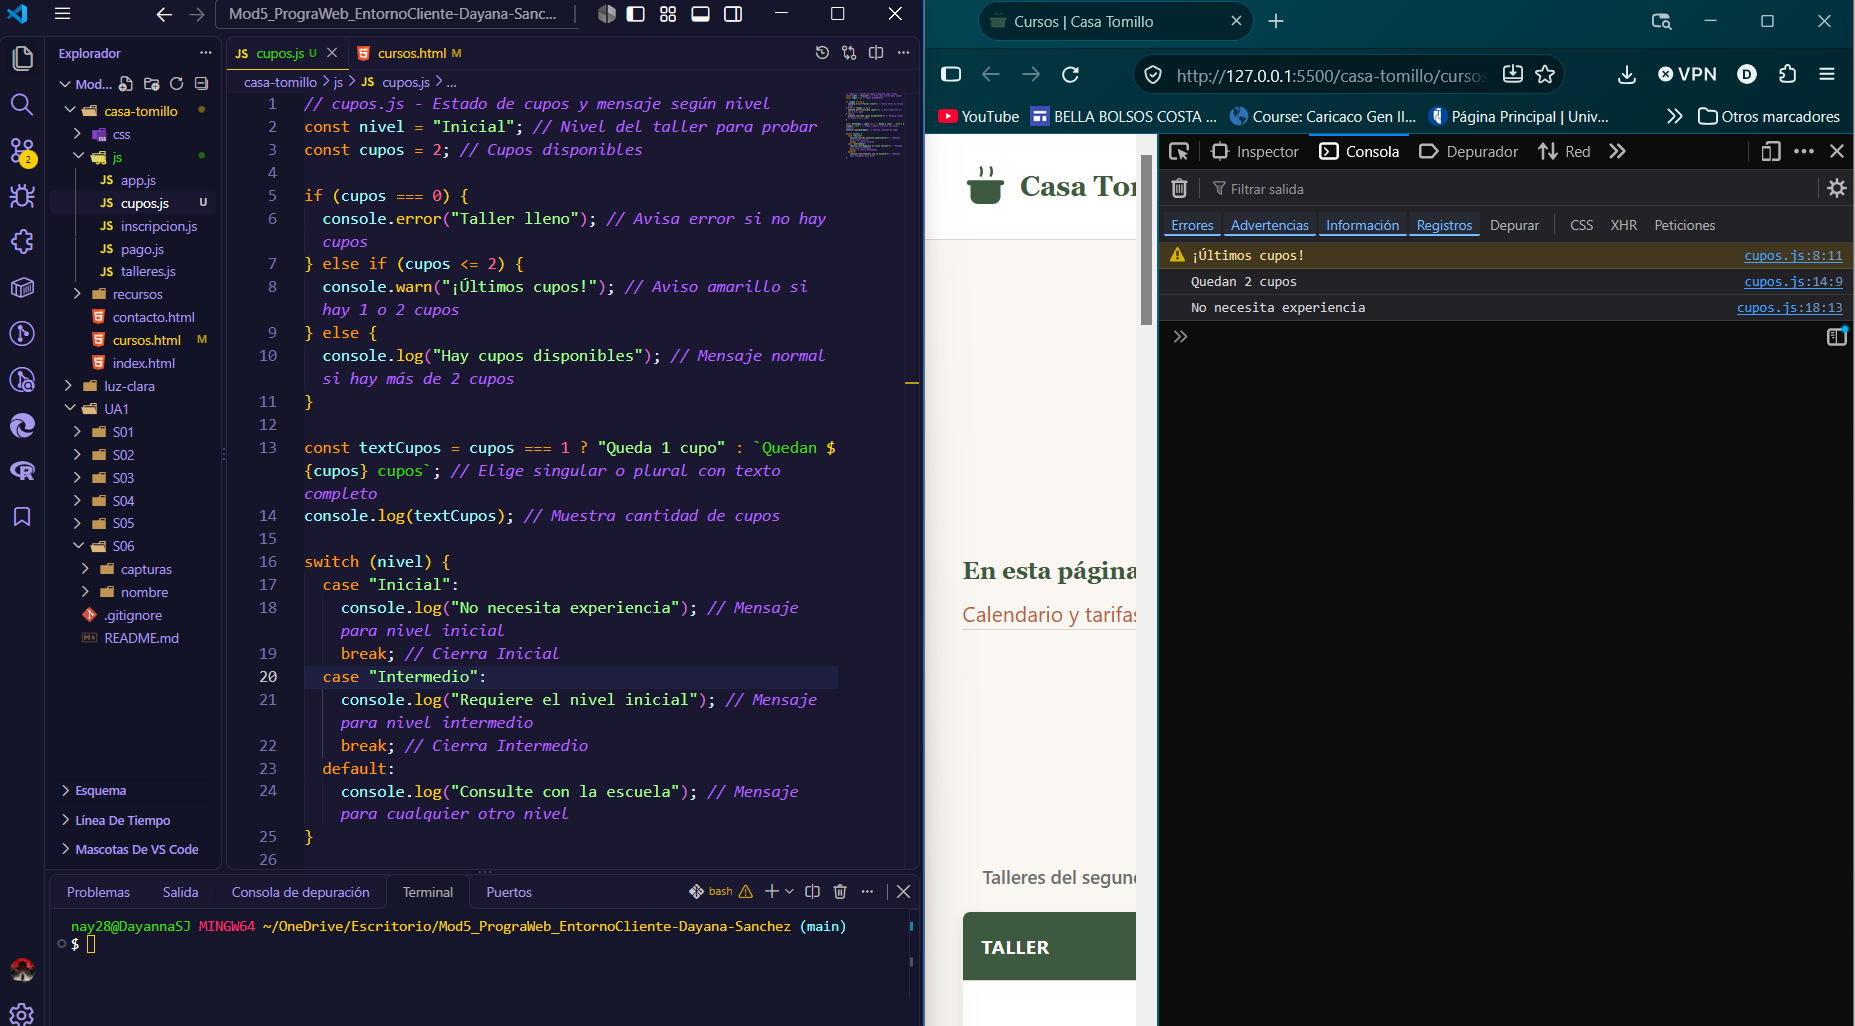 Mod5_PrograWeb_EntornoCliente-Dayana-Sanc...
Explorador
Mod...
casa-tomillo
css
js
JS app.js
JS cupos.js U
JS inscripcion.js
JS pago.js
JS talleres.js
recursos
contacto.html
cursos.html M
index.html
luz-clara
UA1
S01
S02
S03
S04
S05
S06
capturas
nombre
.gitignore
README.md
Esquema
Línea De Tiempo
Mascotas De VS Code
2
JS cupos.js U
cursos.html M
casa-tomillo > js > JS cupos.js > ...
1 // cupos.js - Estado de cupos y mensaje según nivel
2 const nivel = "Inicial"; // Nivel del taller para probar
3 const cupos = 2; // Cupos disponibles
4
5 if (cupos === 0) {
6 console.error("Taller lleno"); // Avisa error si no hay
cupos
7 } else if (cupos <= 2) {
8 console.warn("¡Últimos cupos!"); // Aviso amarillo si
hay 1 o 2 cupos
9 } else {
10 console.log("Hay cupos disponibles"); // Mensaje normal
si hay más de 2 cupos
11 }
12
13 const textCupos = cupos === 1 ? "Queda 1 cupo" : `Quedan $
{cupos} cupos`; // Elige singular o plural con texto
completo
14 console.log(textCupos); // Muestra cantidad de cupos
15
16 switch (nivel) {
17 case "Inicial":
18 console.log("No necesita experiencia"); // Mensaje
para nivel inicial
19 break; // Cierra Inicial
20 case "Intermedio":
21 console.log("Requiere el nivel inicial"); // Mensaje
para nivel intermedio
22 break; // Cierra Intermedio
23 default:
24 console.log("Consulte con la escuela"); // Mensaje
para cualquier otro nivel
25 }
26
Problemas Salida Consola de depuración Terminal Puertos
bash
nay28@DayannaSJ MINGW64 ~/OneDrive/Escritorio/Mod5_PrograWeb_EntornoCliente-Dayana-Sanchez (main)
$
Cursos | Casa Tomillo
http://127.0.0.1:5500/casa-tomillo/cursos
VPN
D
YouTube
BELLA BOLSOS COSTA ...
Course: Caricaco Gen II...
Página Principal | Univ...
Otros marcadores
Casa Tom
En esta página
Calendario y tarifas
Talleres del segund
TALLER
Inspector Consola Depurador Red
Filtrar salida
Errores Advertencias Información Registros Depurar CSS XHR Peticiones
¡Últimos cupos! cupos.js:8:11
Quedan 2 cupos cupos.js:14:9
No necesita experiencia cupos.js:18:13